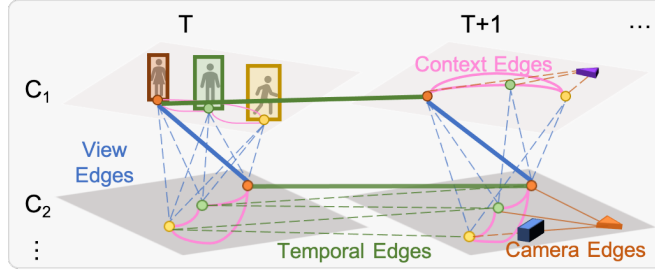 T
T+1
...
C1
Context Edges
View
Edges
C2
Temporal Edges
Camera Edges
⋮